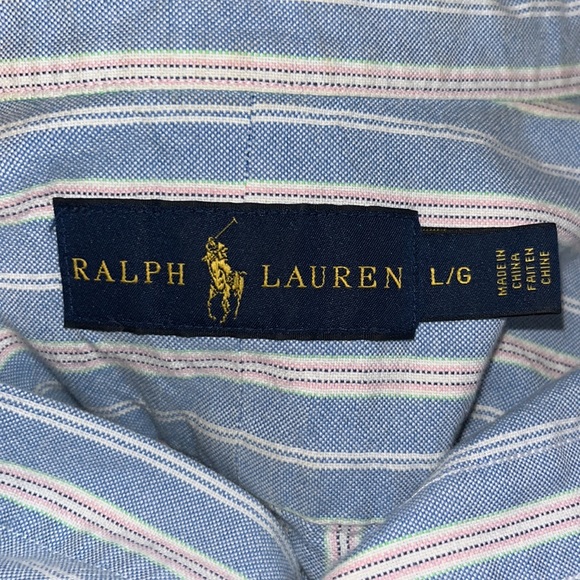 RALPH LAUREN
L/G
MADE IN
CHINA
FAIT EN
CHINE